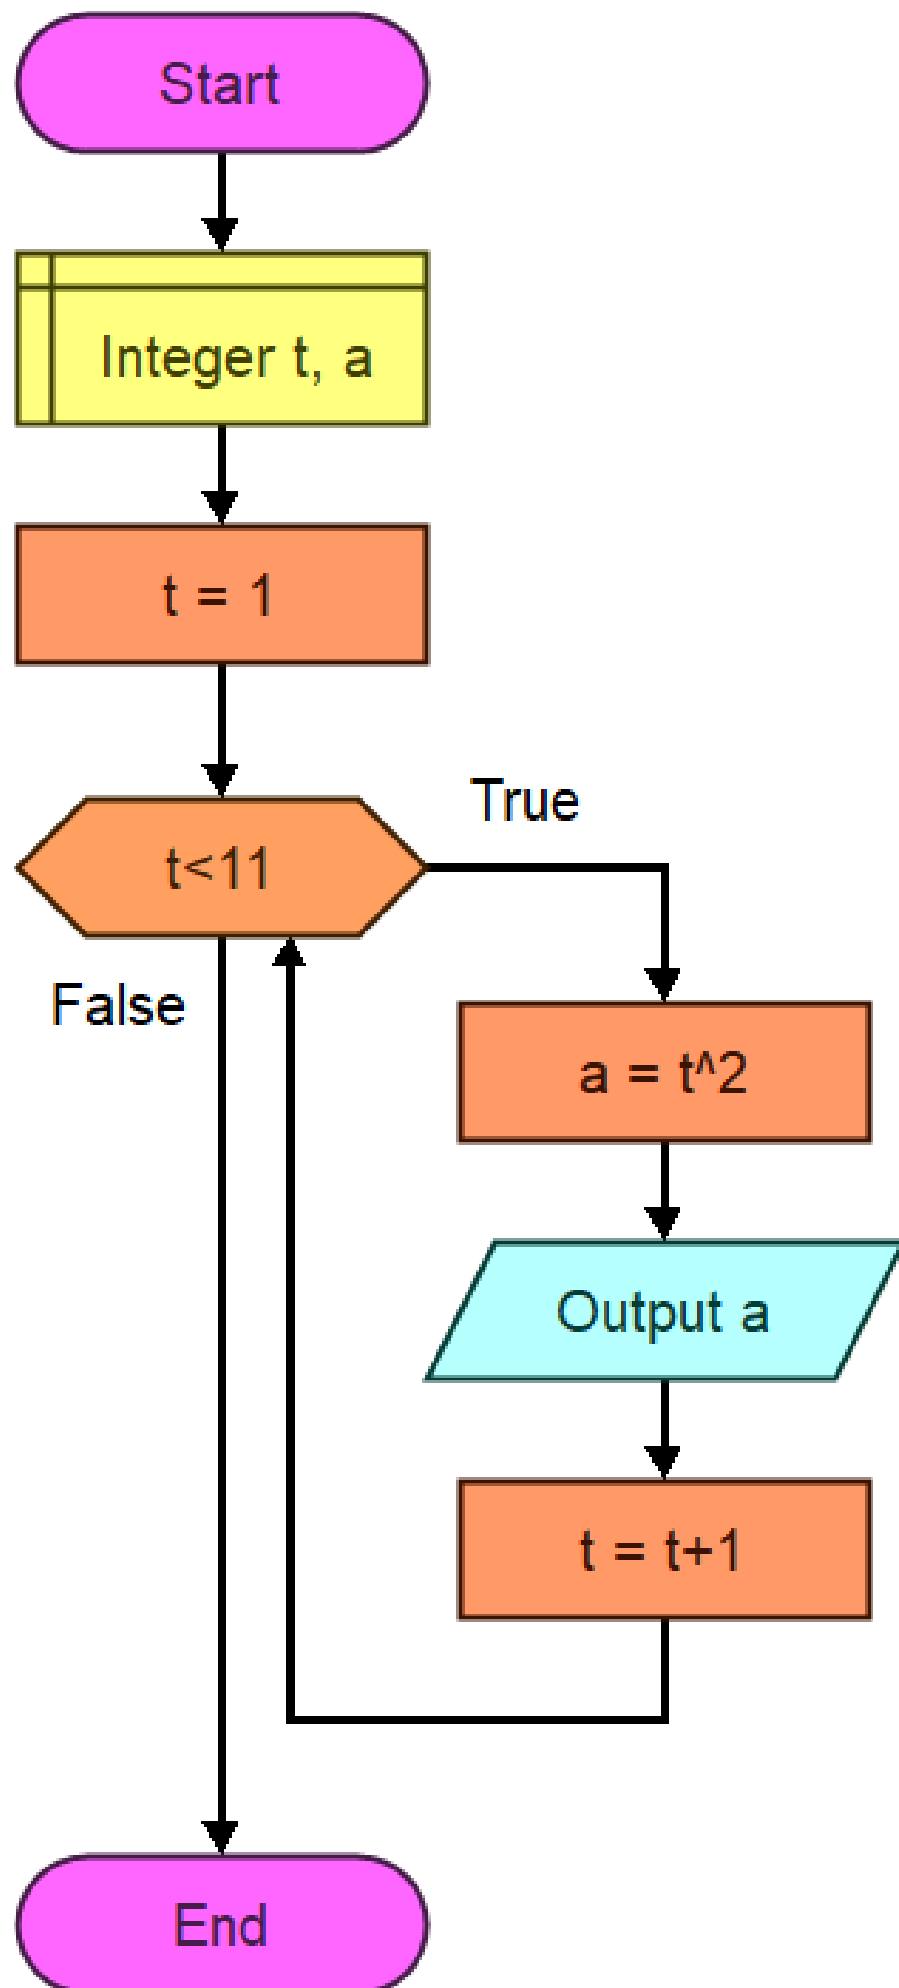 Start
Integer t, a
t = 1
t<11
True
False
a = t^2
Output a
t = t+1
End